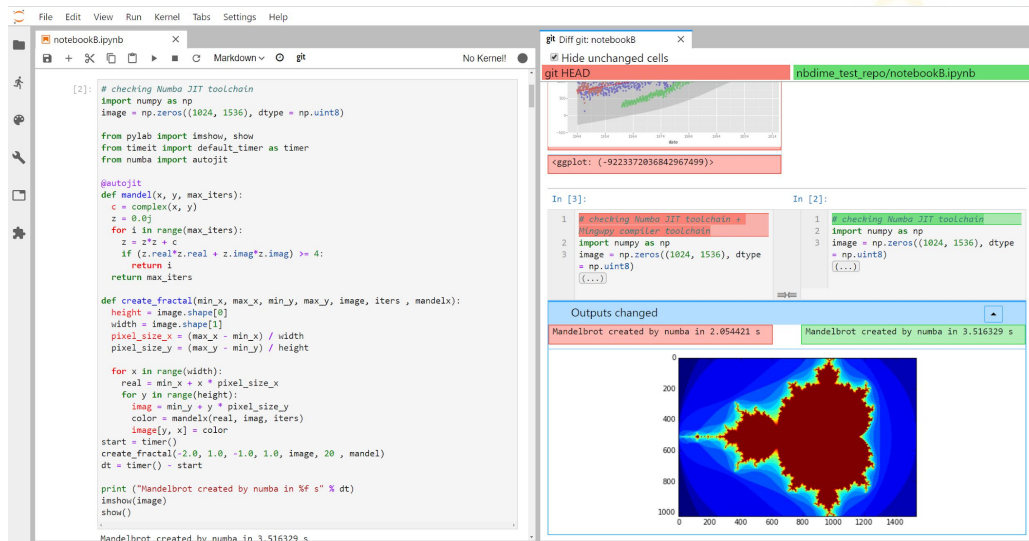 File Edit View Run Kernel Tabs Settings Help
notebookB.ipynb
Markdown
git
No Kernel!
[2]:
# checking Numba JIT toolchain
import numpy as np
image = np.zeros((1024, 1536), dtype = np.uint8)
from pylab import imshow, show
from timeit import default_timer as timer
from numba import autojit
@autojit
def mandel(x, y, max_iters):
c = complex(x, y)
z = 0.0j
for i in range(max_iters):
z = z*z + c
if (z.real*z.real + z.imag*z.imag) >= 4:
return i
return max_iters
def create_fractal(min_x, max_x, min_y, max_y, image, iters , mandelx):
height = image.shape[0]
width = image.shape[1]
pixel_size_x = (max_x - min_x) / width
pixel_size_y = (max_y - min_y) / height
for x in range(width):
real = min_x + x * pixel_size_x
for y in range(height):
imag = min_y + y * pixel_size_y
color = mandelx(real, imag, iters)
image[y, x] = color
start = timer()
create_fractal(-2.0, 1.0, -1.0, 1.0, image, 20 , mandel)
dt = timer() - start
print ("Mandelbrot created by numba in %f s" % dt)
imshow(image)
show()
Mandelbrot created by numba in 3.516329 s
git Diff git: notebookB
Hide unchanged cells
git HEAD
nbdime_test_repo/notebookB.ipynb
date
<ggplot: (-9223372036842967499)>
In [3]:
1 # checking Numba JIT toolchain +
Mingwpy compiler toolchain
2 import numpy as np
3 image = np.zeros((1024, 1536), dtype
= np.uint8)
(...)
In [2]:
1 # checking Numba JIT toolchain
2 import numpy as np
3 image = np.zeros((1024, 1536), dtype
= np.uint8)
(...)
Outputs changed
Mandelbrot created by numba in 2.054421 s
Mandelbrot created by numba in 3.516329 s
0
200
400
600
800
1000
0 200 400 600 800 1000 1200 1400